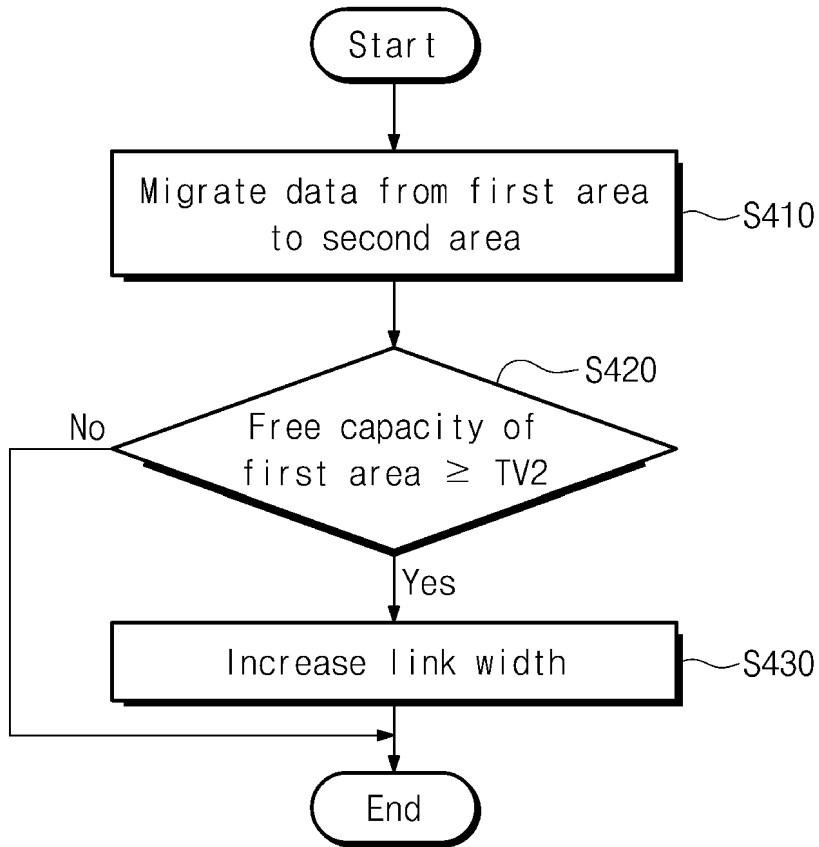 Start
Migrate data from first area
to second area
S410
S420
Free capacity of
first area ≥ TV2
No
Yes
Increase link width
S430
End